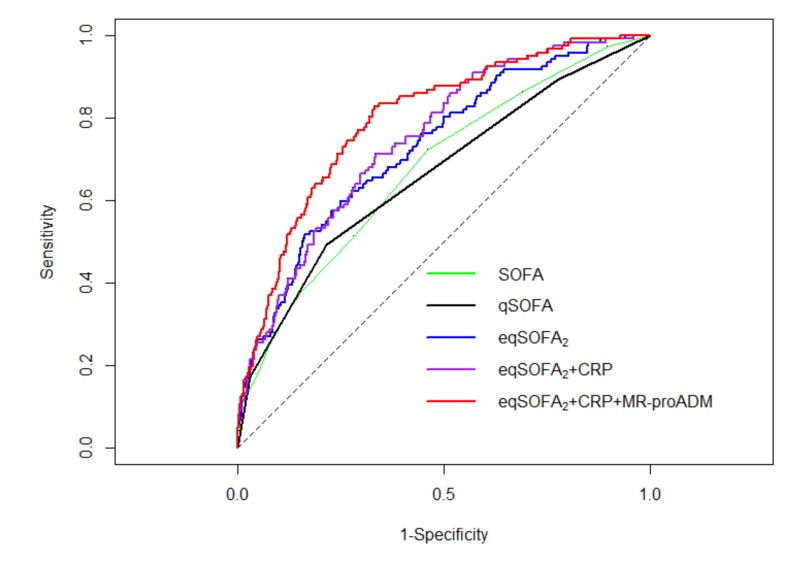 1.0
0.8
0.6
0.4
0.2
0.0
Sensitivity
SOFA
qSOFA
eqSOFA₂
eqSOFA₂+CRP
eqSOFA₂+CRP+MR-proADM
0.0 0.5 1.0
1-Specificity